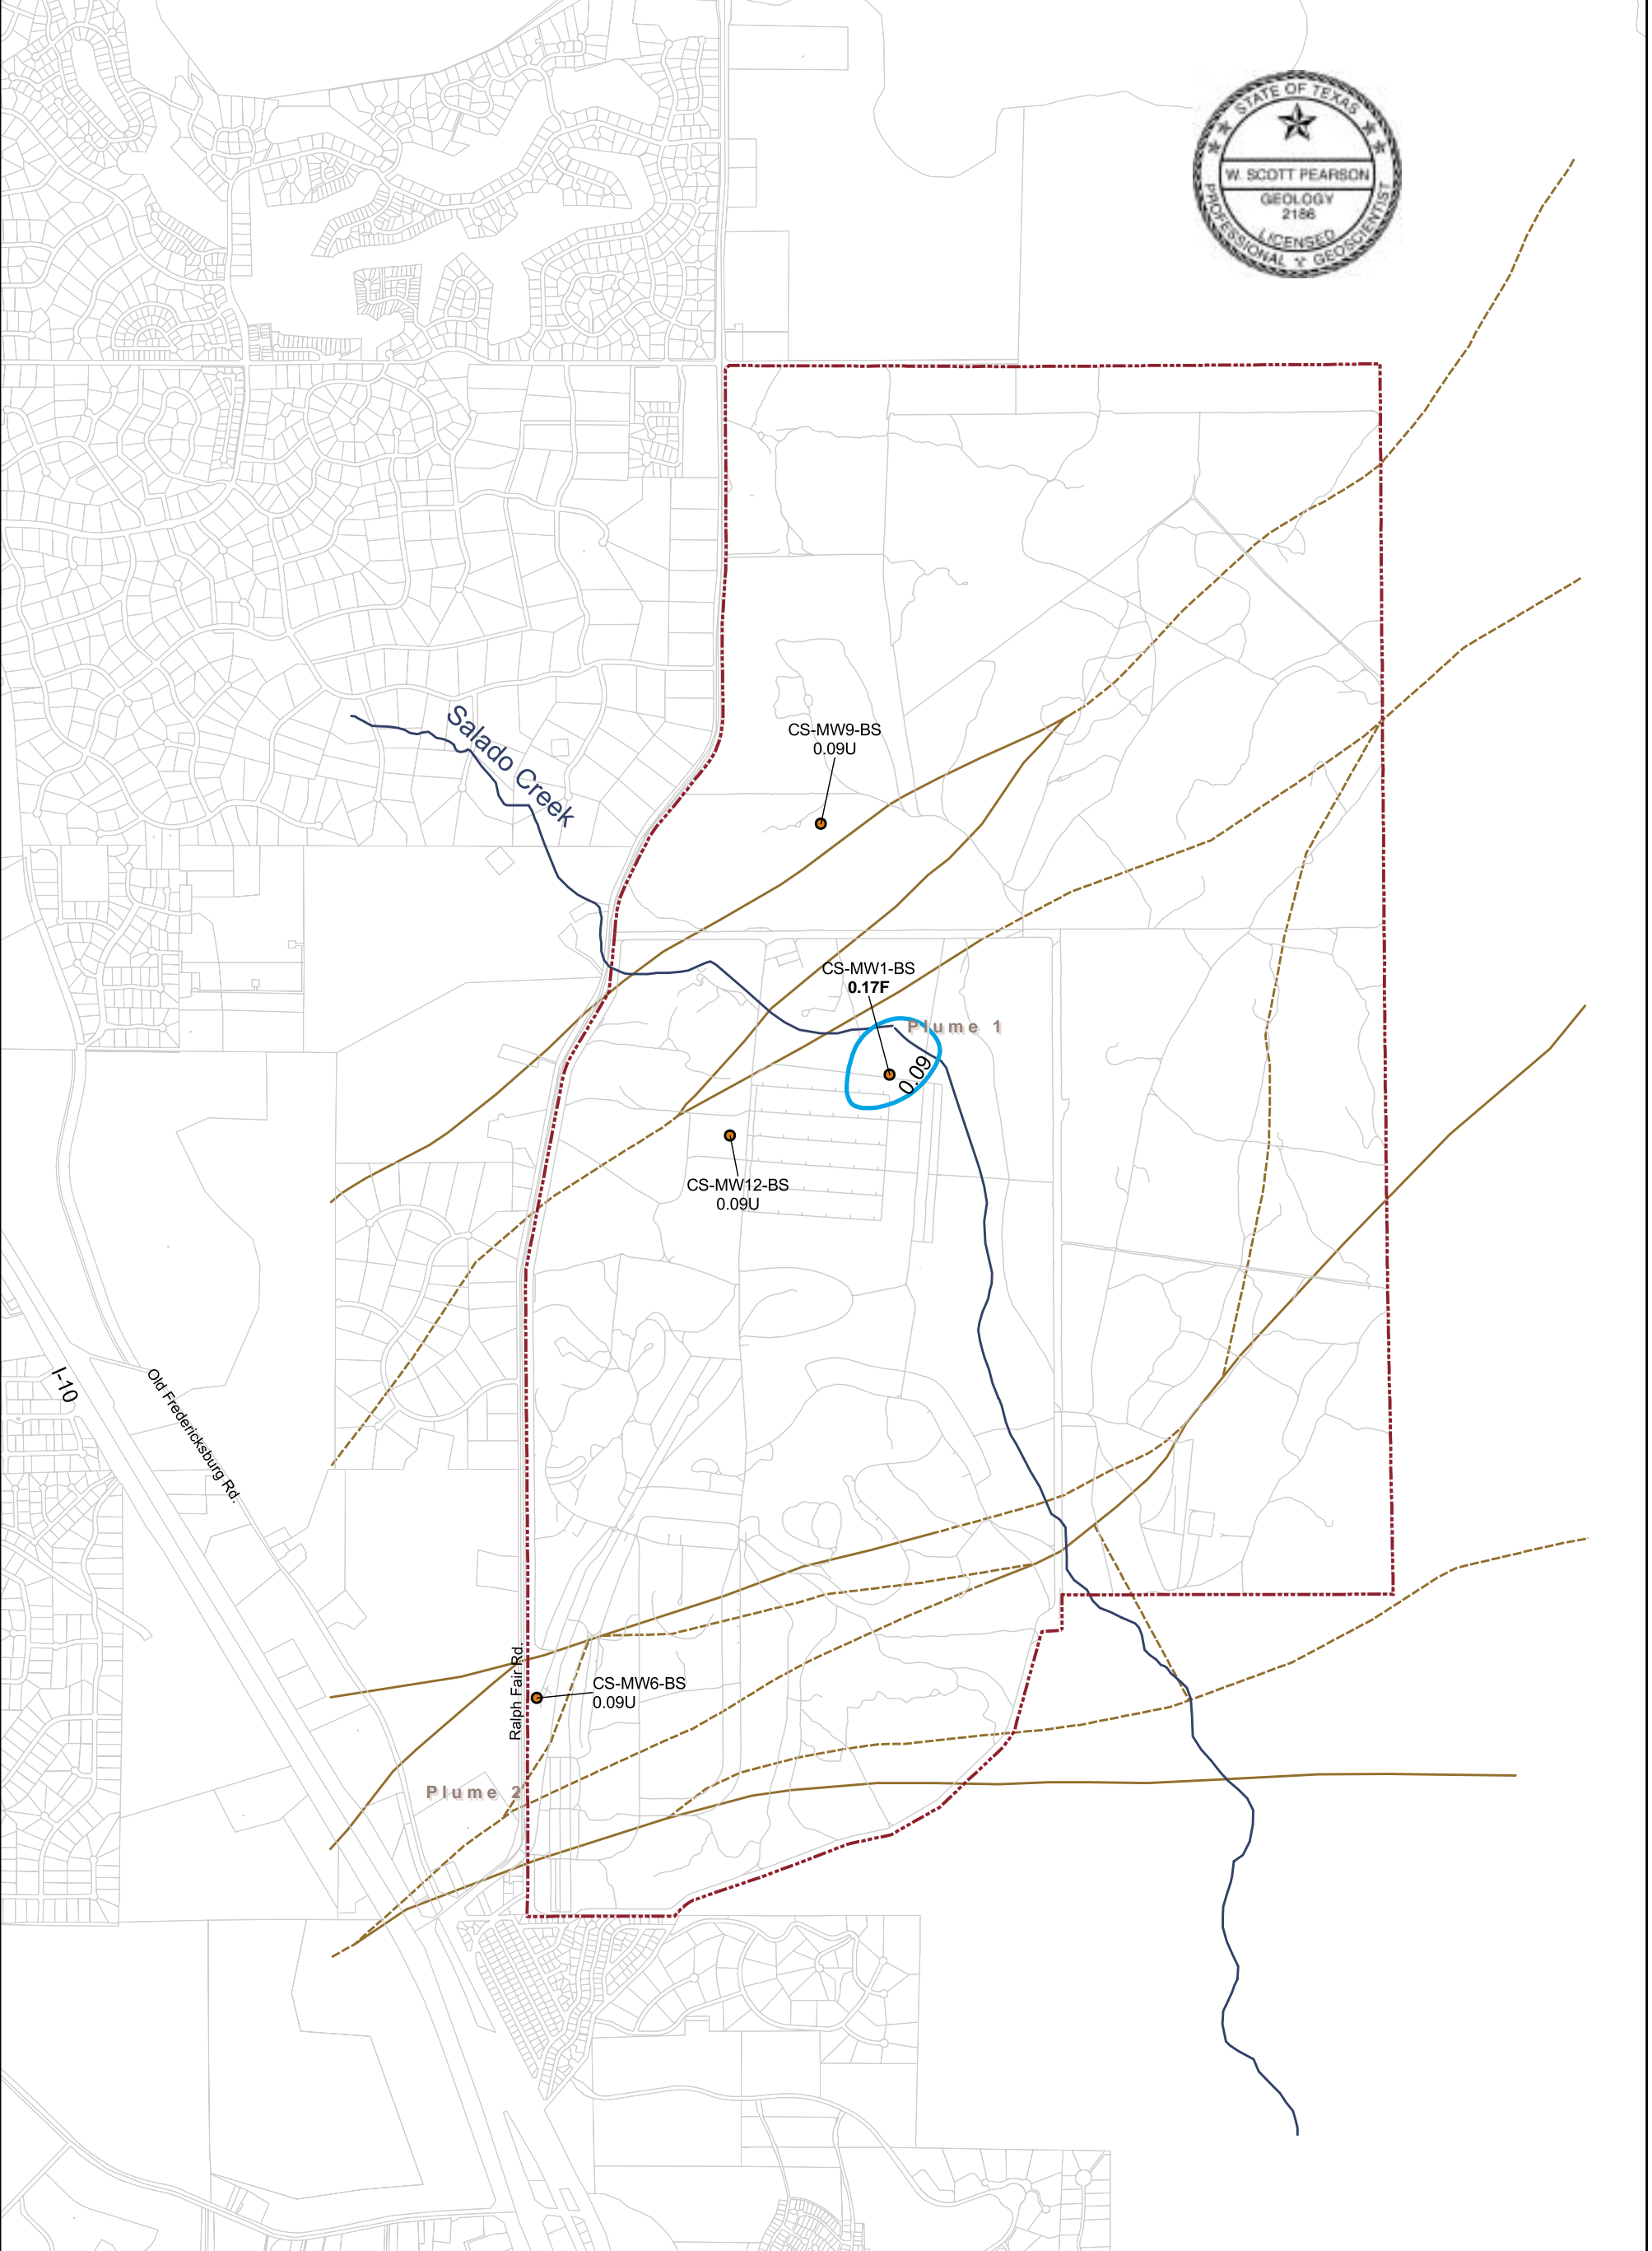 STATE OF TEXAS
W. SCOTT PEARSON
GEOLOGY
2186
LICENSED
PROFESSIONAL GEOSCIENTIST
Salado Creek
CS-MW9-BS
0.09U
CS-MW1-BS
0.17F
Plume 1
0.09
CS-MW12-BS
0.09U
I-10
Old Fredericksburg Rd.
Ralph Fair Rd.
CS-MW6-BS
0.09U
Plume 2